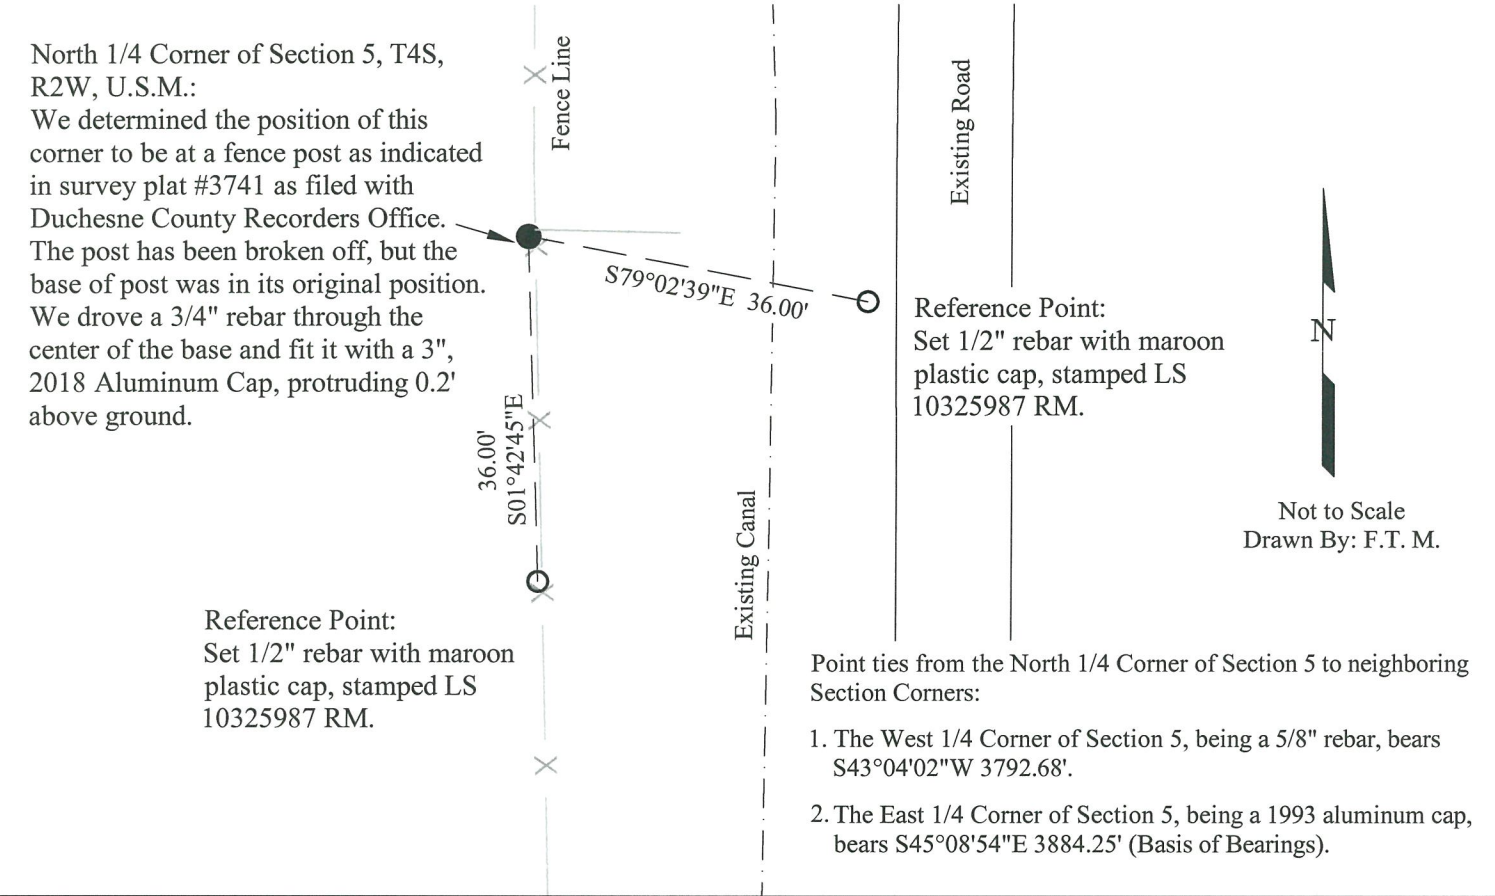 North 1/4 Corner of Section 5, T4S,
R2W, U.S.M.:
We determined the position of this
corner to be at a fence post as indicated
in survey plat #3741 as filed with
Duchesne County Recorders Office.
The post has been broken off, but the
base of post was in its original position.
We drove a 3/4" rebar through the
center of the base and fit it with a 3",
2018 Aluminum Cap, protruding 0.2'
above ground.
Fence Line
Existing Road
S79°02'39"E 36.00'
Reference Point:
Set 1/2" rebar with maroon
plastic cap, stamped LS
10325987 RM.
N
Not to Scale
Drawn By: F.T. M.
36.00'
S01°42'45"E
Existing Canal
Reference Point:
Set 1/2" rebar with maroon
plastic cap, stamped LS
10325987 RM.
Point ties from the North 1/4 Corner of Section 5 to neighboring
Section Corners:
1. The West 1/4 Corner of Section 5, being a 5/8" rebar, bears
S43°04'02"W 3792.68'.
2. The East 1/4 Corner of Section 5, being a 1993 aluminum cap,
bears S45°08'54"E 3884.25' (Basis of Bearings).